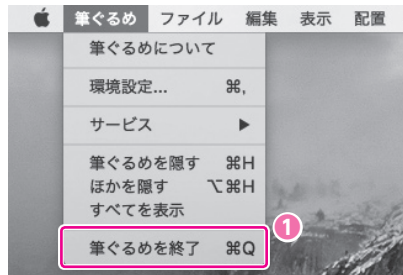 筆ぐるめ ファイル 編集 表示 配置
筆ぐるめについて
環境設定... ⌘,
サービス ▶
筆ぐるめを隠す ⌘H
ほかを隠す ⌥⌘H
すべてを表示
1
筆ぐるめを終了 ⌘Q